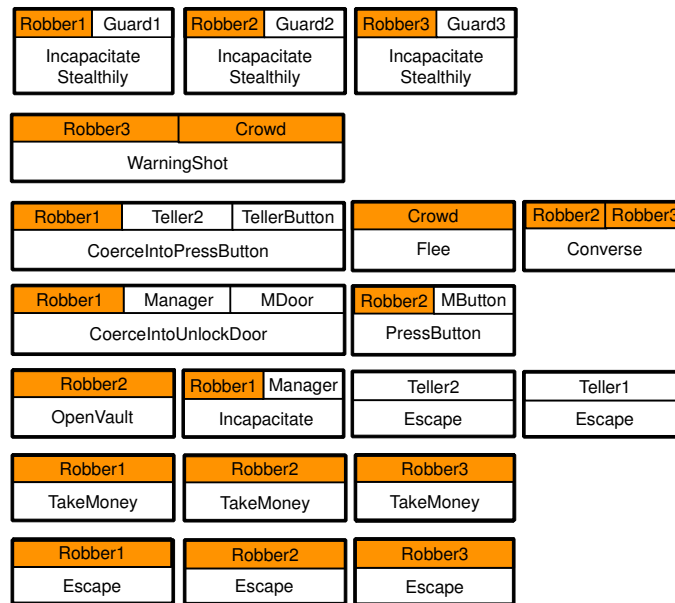 Robber1 Guard1 Robber2 Guard2 Robber3 Guard3
Incapacitate Incapacitate Incapacitate
Stealthily Stealthily Stealthily
Robber3 Crowd
WarningShot
Robber1 Teller2 TellerButton Crowd Robber2 Robber3
CoerceIntoPressButton Flee Converse
Robber1 Manager MDoor Robber2 MButton
CoerceIntoUnlockDoor PressButton
Robber2 Robber1 Manager Teller2 Teller1
OpenVault Incapacitate Escape Escape
Robber1 Robber2 Robber3
TakeMoney TakeMoney TakeMoney
Robber1 Robber2 Robber3
Escape Escape Escape